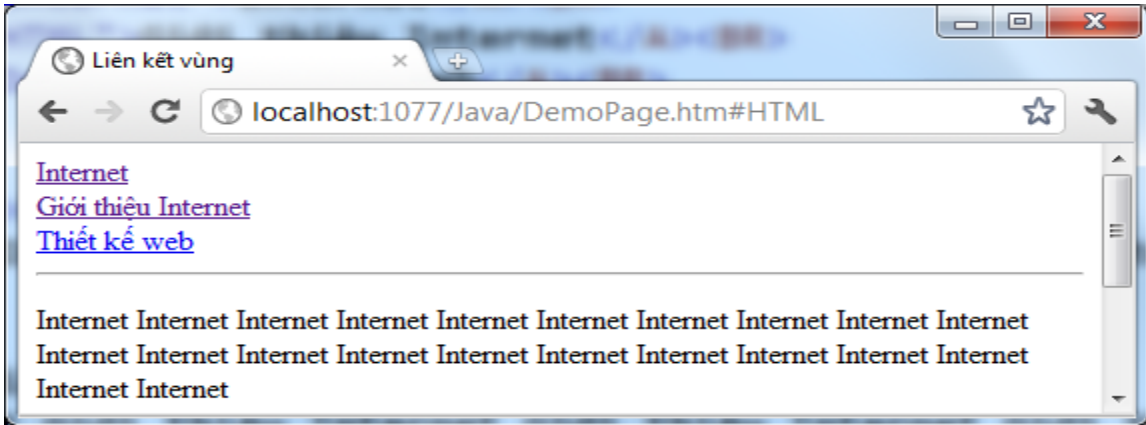 Liên kết vùng
localhost:1077/Java/DemoPage.htm#HTML
Internet
Giới thiệu Internet
Thiết kế web
Internet Internet Internet Internet Internet Internet Internet Internet Internet Internet
Internet Internet Internet Internet Internet Internet Internet Internet Internet Internet
Internet Internet